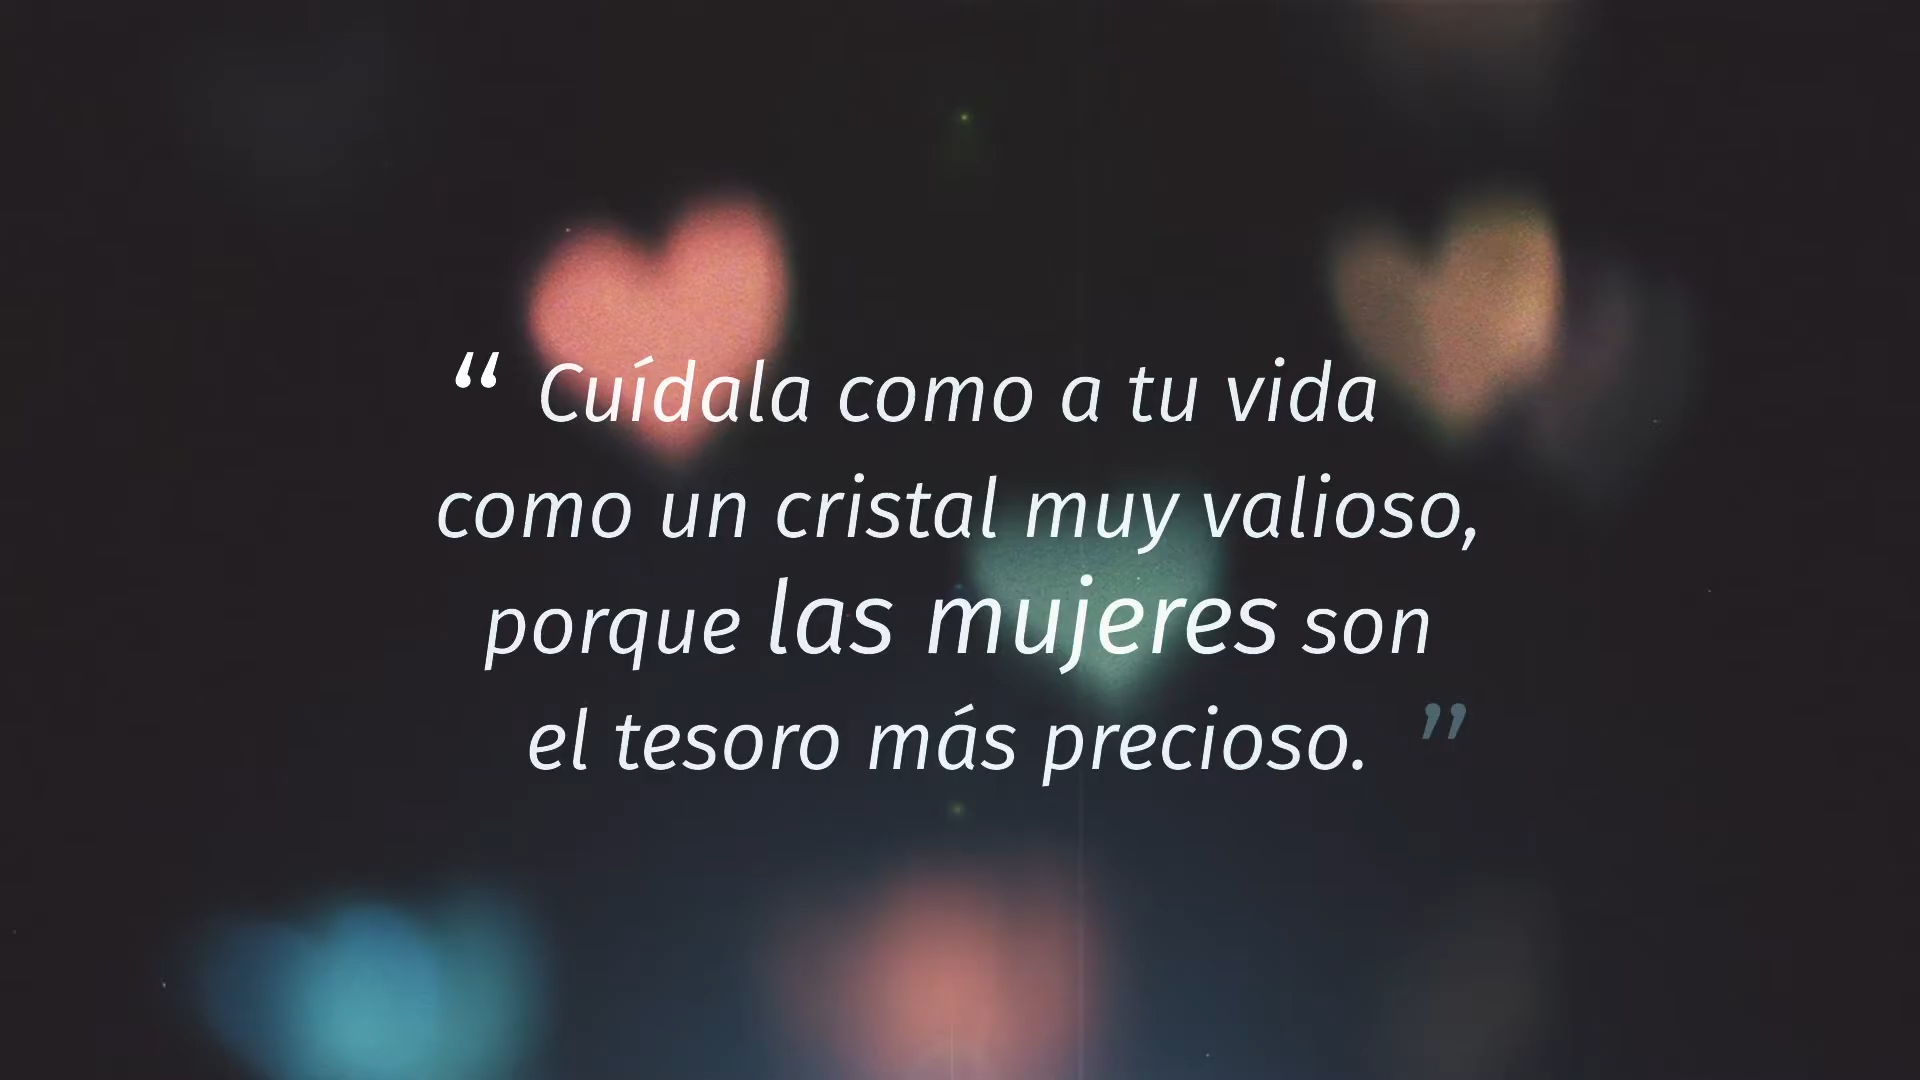 “ Cuídala como a tu vida
como un cristal muy valioso,
porque las mujeres son
el tesoro más precioso. ”